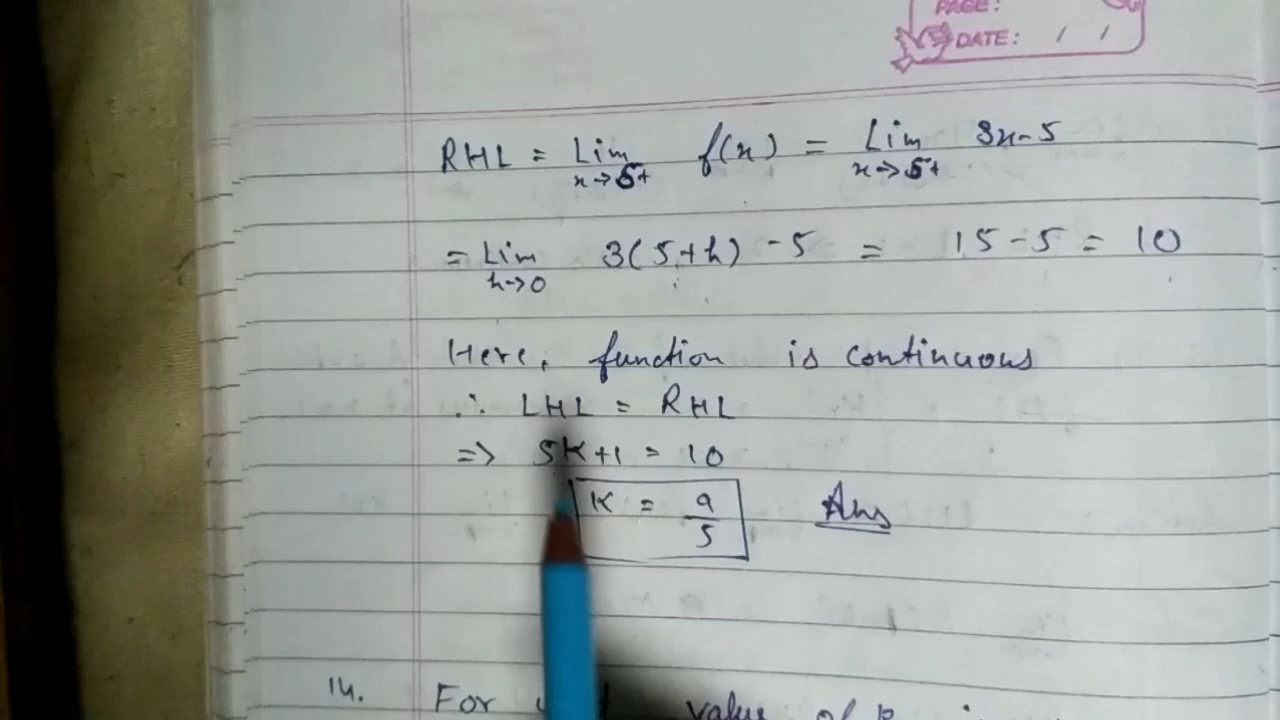 PAGE:
DATE: / /
RHL = Lim x→5+ f(x) = Lim x→5+ 3x-5
= Lim h→0 3(5+h) -5 = 15-5 = 10
Here, function is continuous
∴ LHL = RHL
=> 5K+1 = 10
K = 9/5 Ans
14. For value of